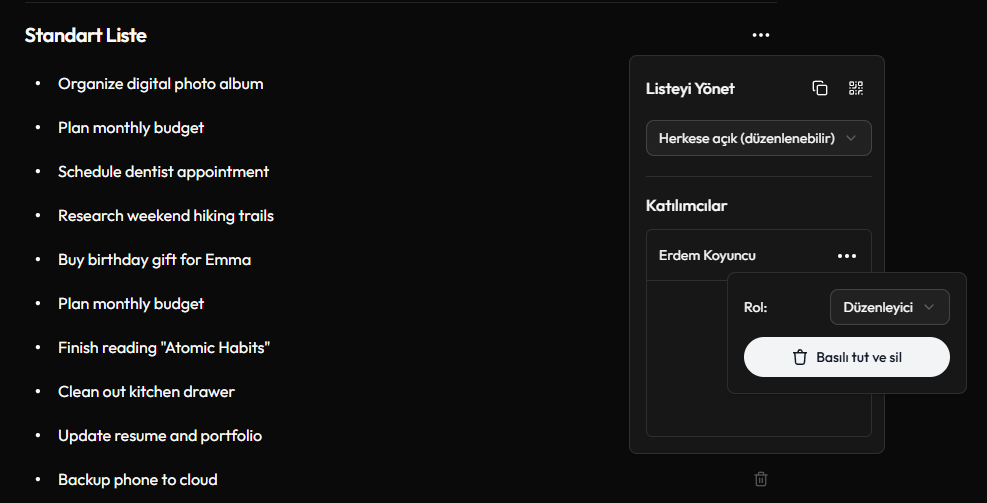 Standart Liste
• Organize digital photo album
• Plan monthly budget
• Schedule dentist appointment
• Research weekend hiking trails
• Buy birthday gift for Emma
• Plan monthly budget
• Finish reading "Atomic Habits"
• Clean out kitchen drawer
• Update resume and portfolio
• Backup phone to cloud
Listeyi Yönet
Herkese açık (düzenlenebilir)
Katılımcılar
Erdem Koyuncu
Rol: Düzenleyici
Basılı tut ve sil